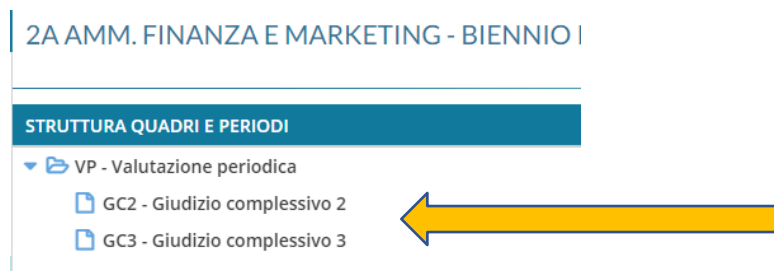 2A AMM. FINANZA E MARKETING - BIENNIO
STRUTTURA QUADRI E PERIODI
VP - Valutazione periodica
GC2 - Giudizio complessivo 2
GC3 - Giudizio complessivo 3